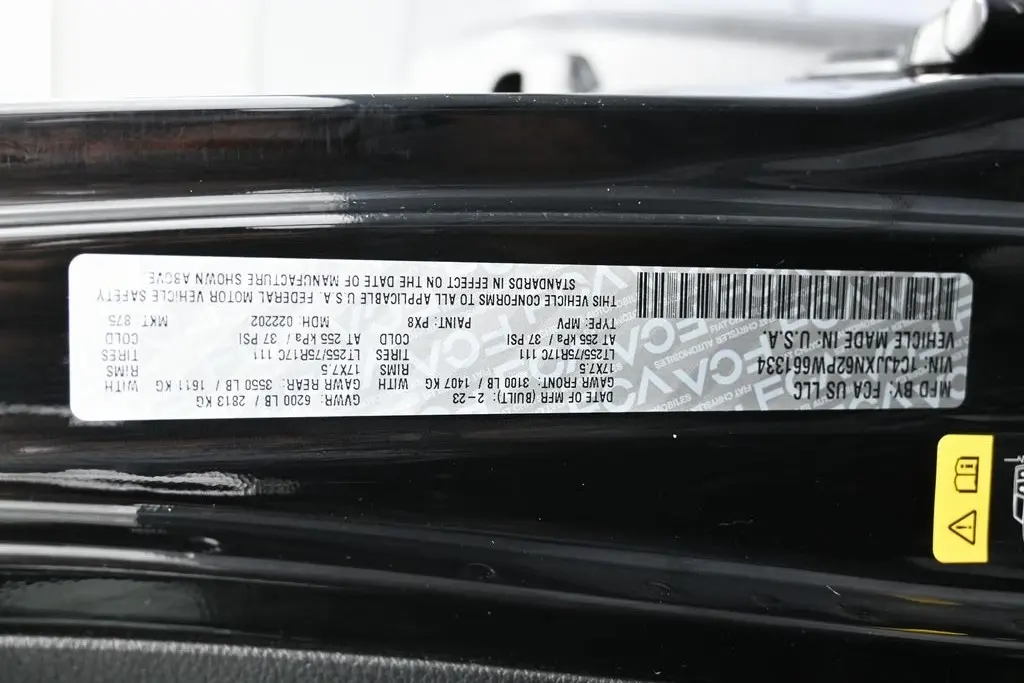 MFD BY: FCA US LLC
VIN: 1C4JJXN62PW661334
VEHICLE MADE IN: U.S.A.
DATE OF MFR (BUILT): 2-23 GVWR: 6200 LB / 2813 KG
GAWR FRONT: 3100 LB / 1407 KG WITH GAWR REAR: 3550 LB / 1611 KG WITH
17X7.5 RIMS 17X7.5 RIMS
LT255/75R17C 111 TIRES LT255/75R17C 111 TIRES
AT 255 kPa / 37 PSI COLD AT 255 kPa / 37 PSI COLD
TYPE: MPV PAINT: PX8 MDH: 022202 MKT: 875
THIS VEHICLE CONFORMS TO ALL APPLICABLE U.S.A. FEDERAL MOTOR VEHICLE SAFETY
STANDARDS IN EFFECT ON THE DATE OF MANUFACTURE SHOWN ABOVE.